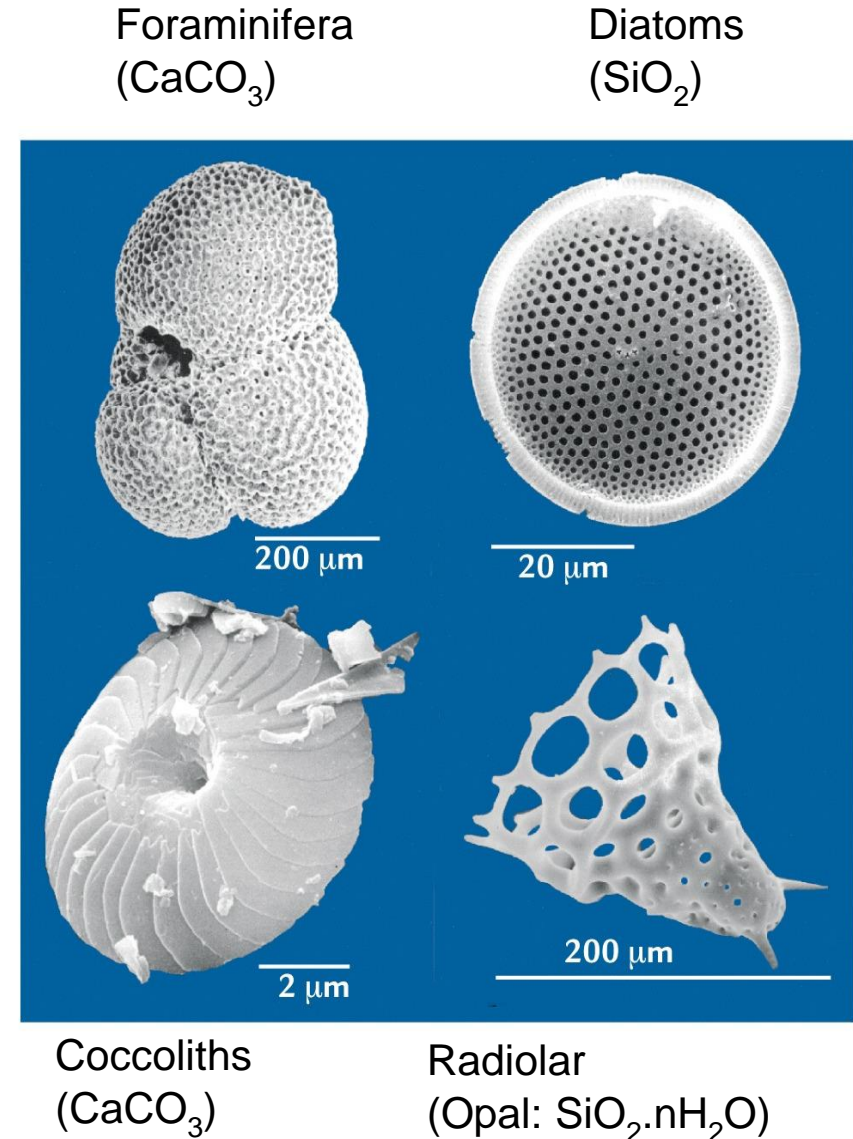 Foraminifera
(CaCO₃)
Diatoms
(SiO₂)
200 μm
20 μm
2 μm
200 μm
Coccoliths
(CaCO₃)
Radiolar
(Opal: SiO₂.nH₂O)